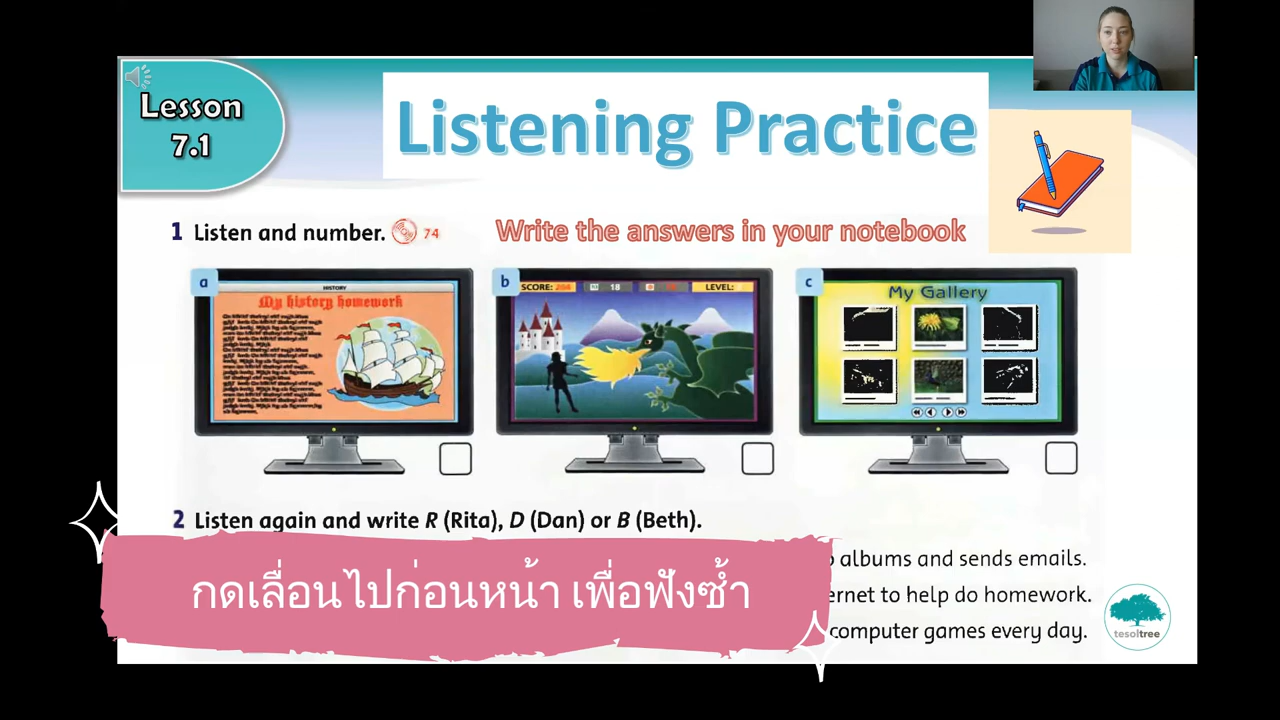 Lesson
7.1
Listening Practice
1 Listen and number. 74
Write the answers in your notebook
a
HISTORY
My history homework
b
SCORE: 264
18
LEVEL:
c
My Gallery
2 Listen again and write R (Rita), D (Dan) or B (Beth).
albums and sends emails.
ernet to help do homework.
computer games every day.
กดเลื่อนไปก่อนหน้า เพื่อฟังซ้ำ
tesoltree